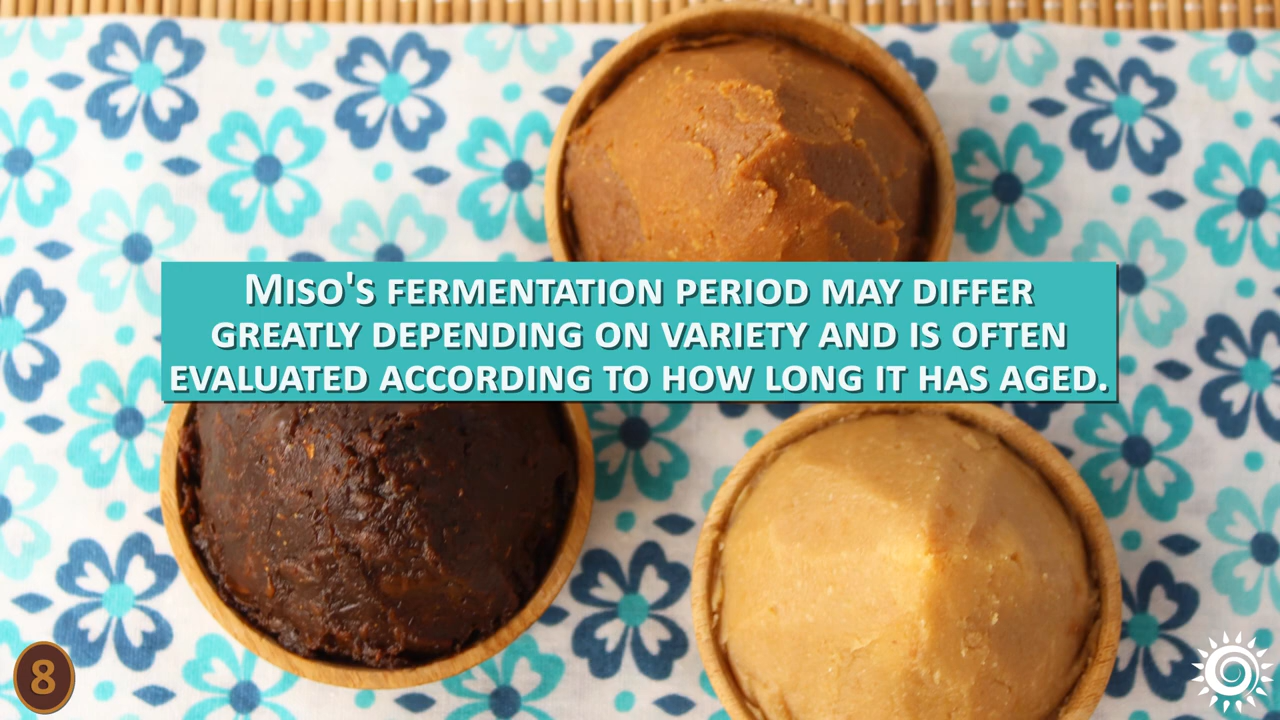 Miso's fermentation period may differ
greatly depending on variety and is often
evaluated according to how long it has aged.
8